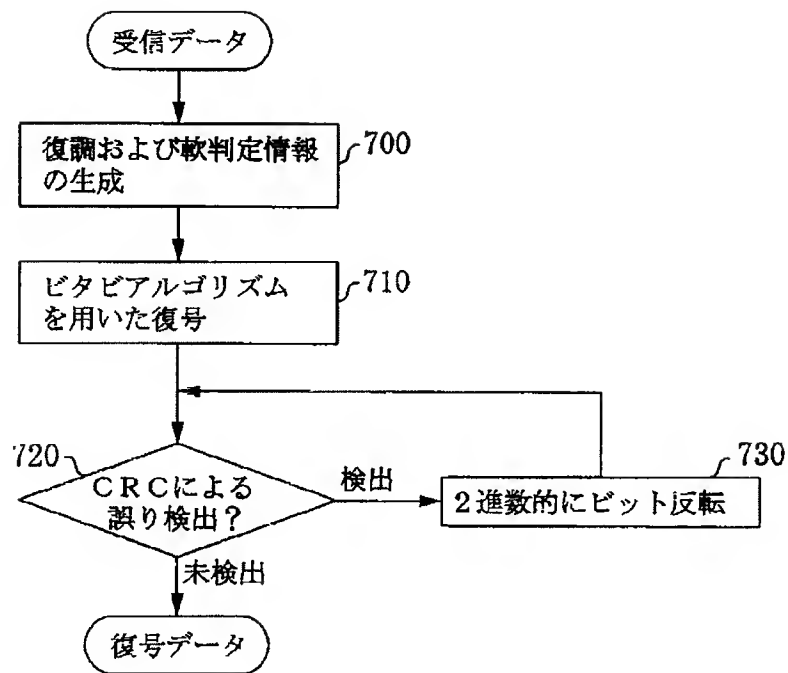 受信データ
復調および軟判定情報
の生成
700
ビタビアルゴリズム
を用いた復号
710
720
CRCによる
誤り検出?
検出
730
2進数的にビット反転
未検出
復号データ